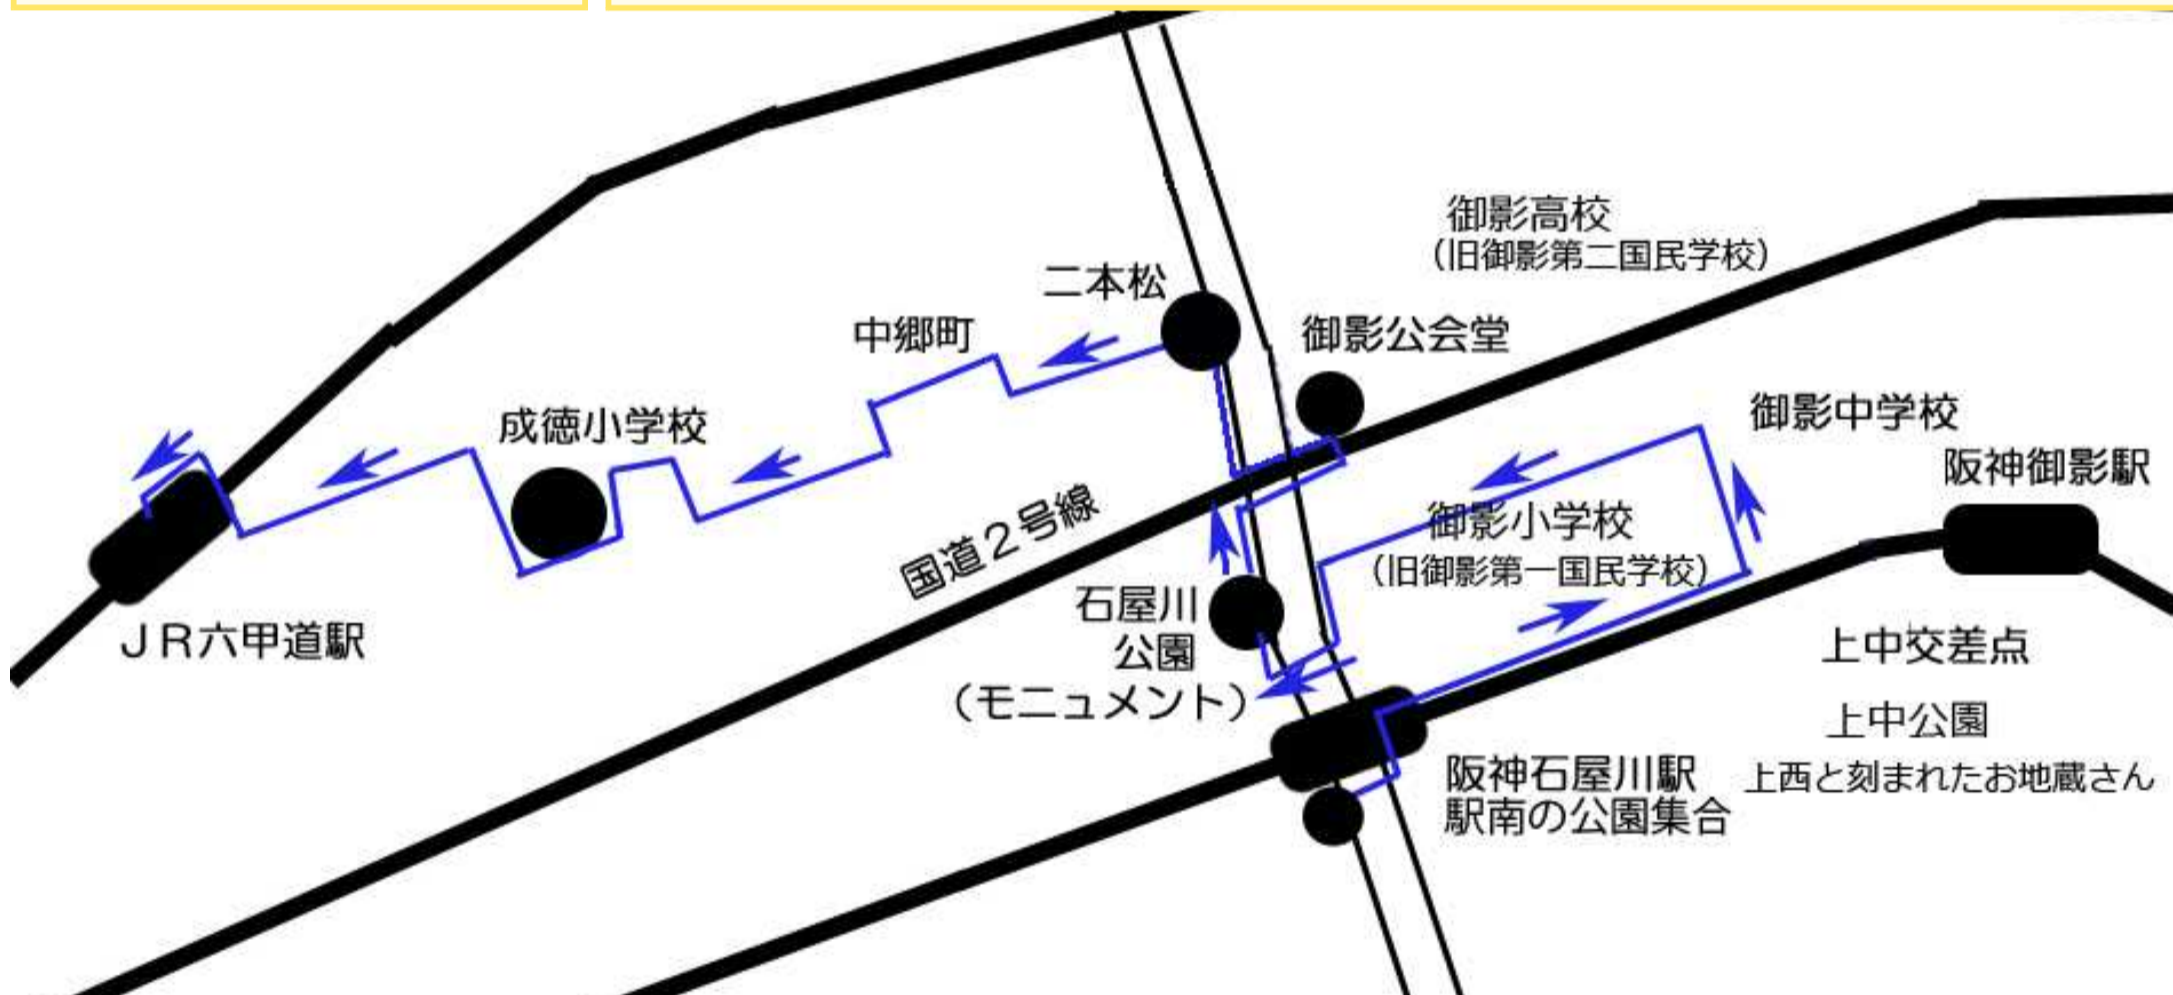 御影高校
（旧御影第二国民学校）
二本松
中郷町
御影公会堂
成徳小学校
御影中学校
阪神御影駅
国道２号線
御影小学校
（旧御影第一国民学校）
石屋川
公園
（モニュメント）
ＪＲ六甲道駅
上中交差点
上中公園
上西と刻まれたお地蔵さん
阪神石屋川駅
駅南の公園集合